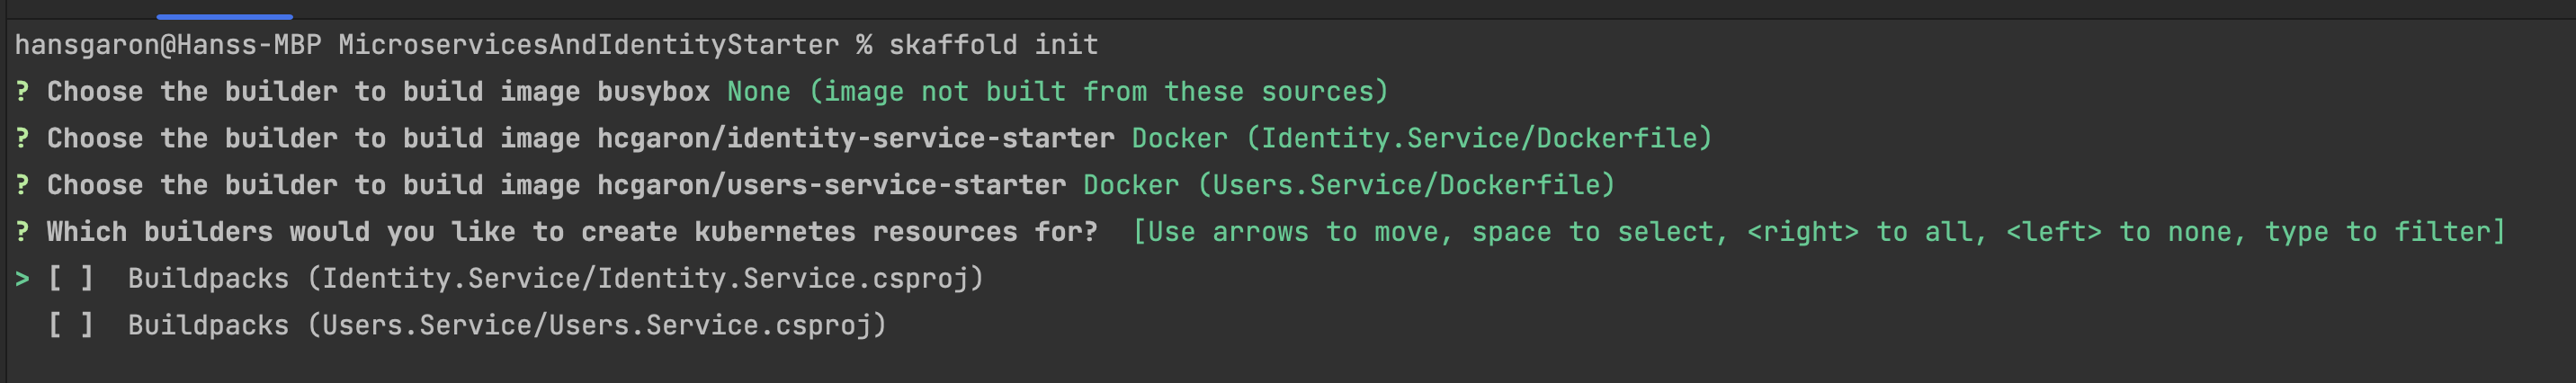 hansgaron@Hanss-MBP MicroservicesAndIdentityStarter % skaffold init
? Choose the builder to build image busybox None (image not built from these sources)
? Choose the builder to build image hcgaron/identity-service-starter Docker (Identity.Service/Dockerfile)
? Choose the builder to build image hcgaron/users-service-starter Docker (Users.Service/Dockerfile)
? Which builders would you like to create kubernetes resources for?  [Use arrows to move, space to select, <right> to all, <left> to none, type to filter]
> [ ]  Buildpacks (Identity.Service/Identity.Service.csproj)
  [ ]  Buildpacks (Users.Service/Users.Service.csproj)